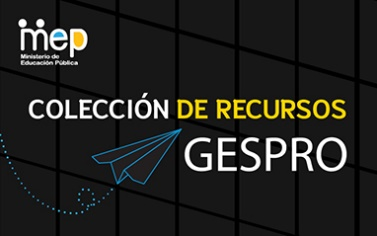 mep
Ministerio de
Educación Pública
COLECCIÓN DE RECURSOS
GESPRO